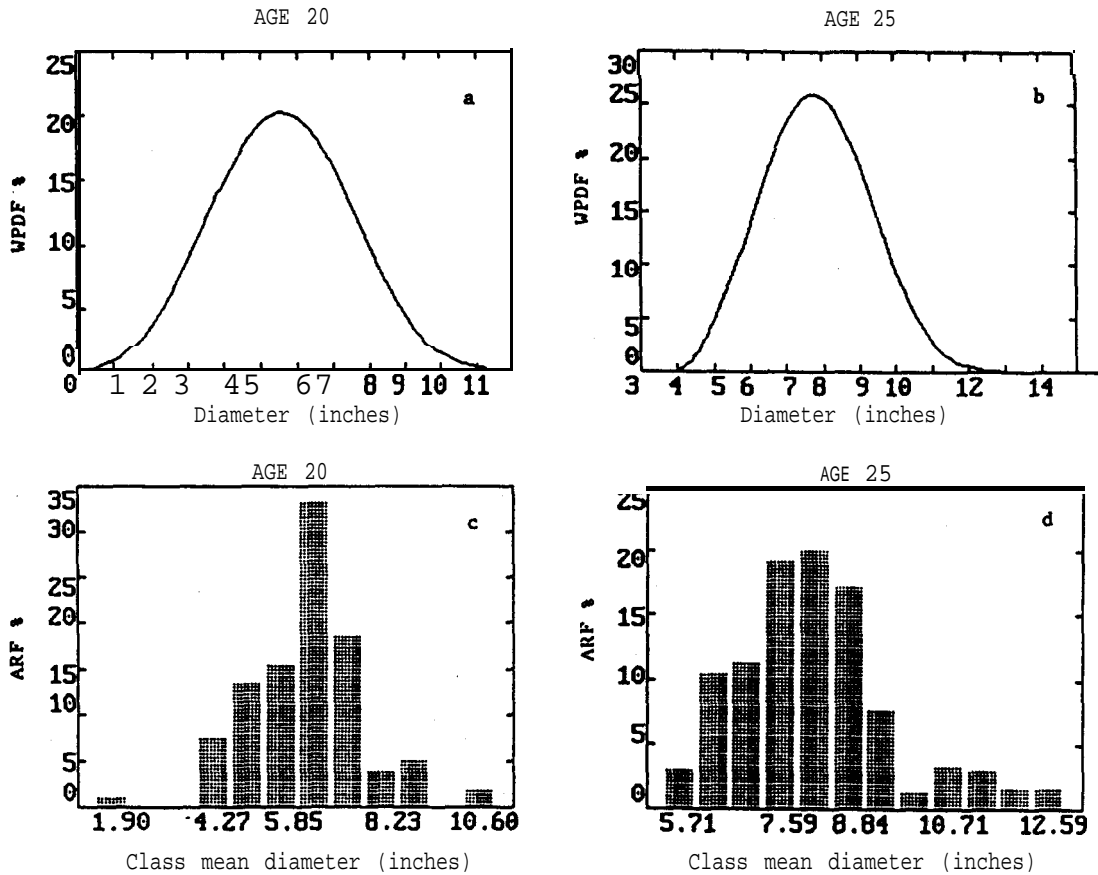 AGE 20
25
20
15
10
5
0
WPDF %
a
0 1 2 3 45 67 8 9 10 11
Diameter (inches)
AGE 25
30
25
20
15
10
5
0
WPDF %
b
3 4 5 6 7 8 9 10 12 14
Diameter (inches)
AGE 20
35
30
25
20
15
10
5
0
ARF %
c
1.90 4.27 5.85 8.23 10.60
Class mean diameter (inches)
AGE 25
25
20
15
10
5
0
ARF %
d
5.71 7.59 8.84 10.71 12.59
Class mean diameter (inches)